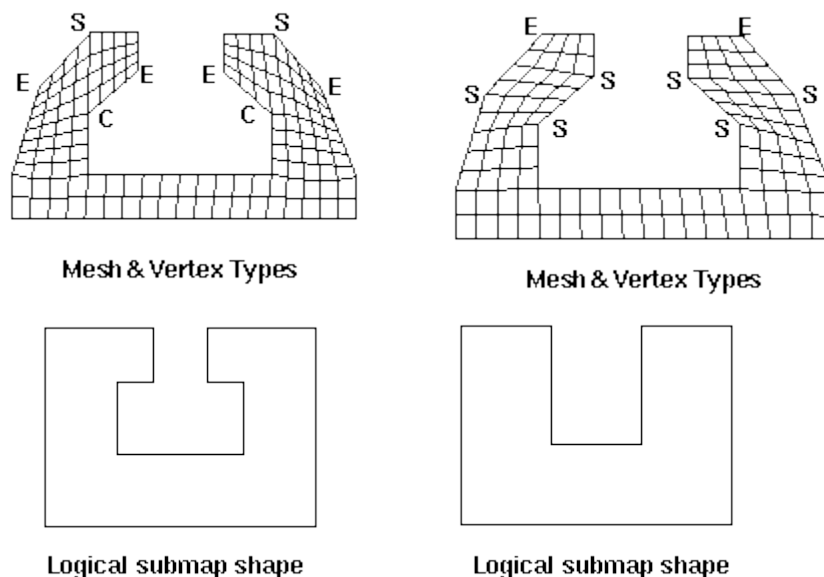 S S E E
E E E E S S S S
C C S S
Mesh & Vertex Types Mesh & Vertex Types
Logical submap shape Logical submap shape